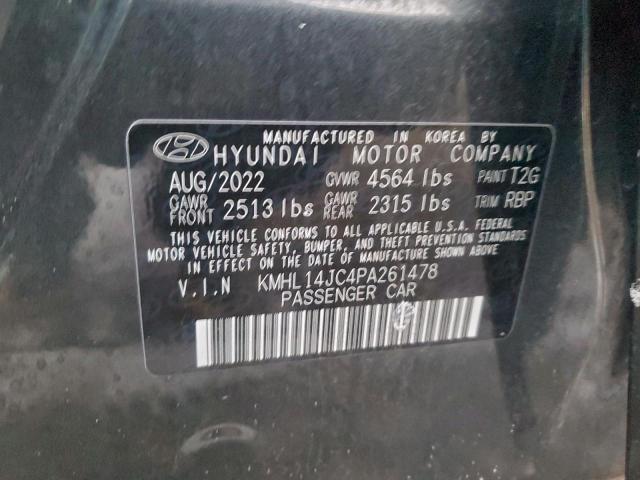 MANUFACTURED IN KOREA BY
HYUNDAI MOTOR COMPANY
AUG/2022 GVWR 4564 lbs PAINT T2G
GAWR FRONT 2513 lbs GAWR REAR 2315 lbs TRIM RBP
THIS VEHICLE CONFORMS TO ALL APPLICABLE U.S.A. FEDERAL
MOTOR VEHICLE SAFETY, BUMPER, AND THEFT PREVENTION STANDARDS
IN EFFECT ON THE DATE OF MANUFACTURE SHOWN ABOVE.
V.I.N KMHL14JC4PA261478
PASSENGER CAR